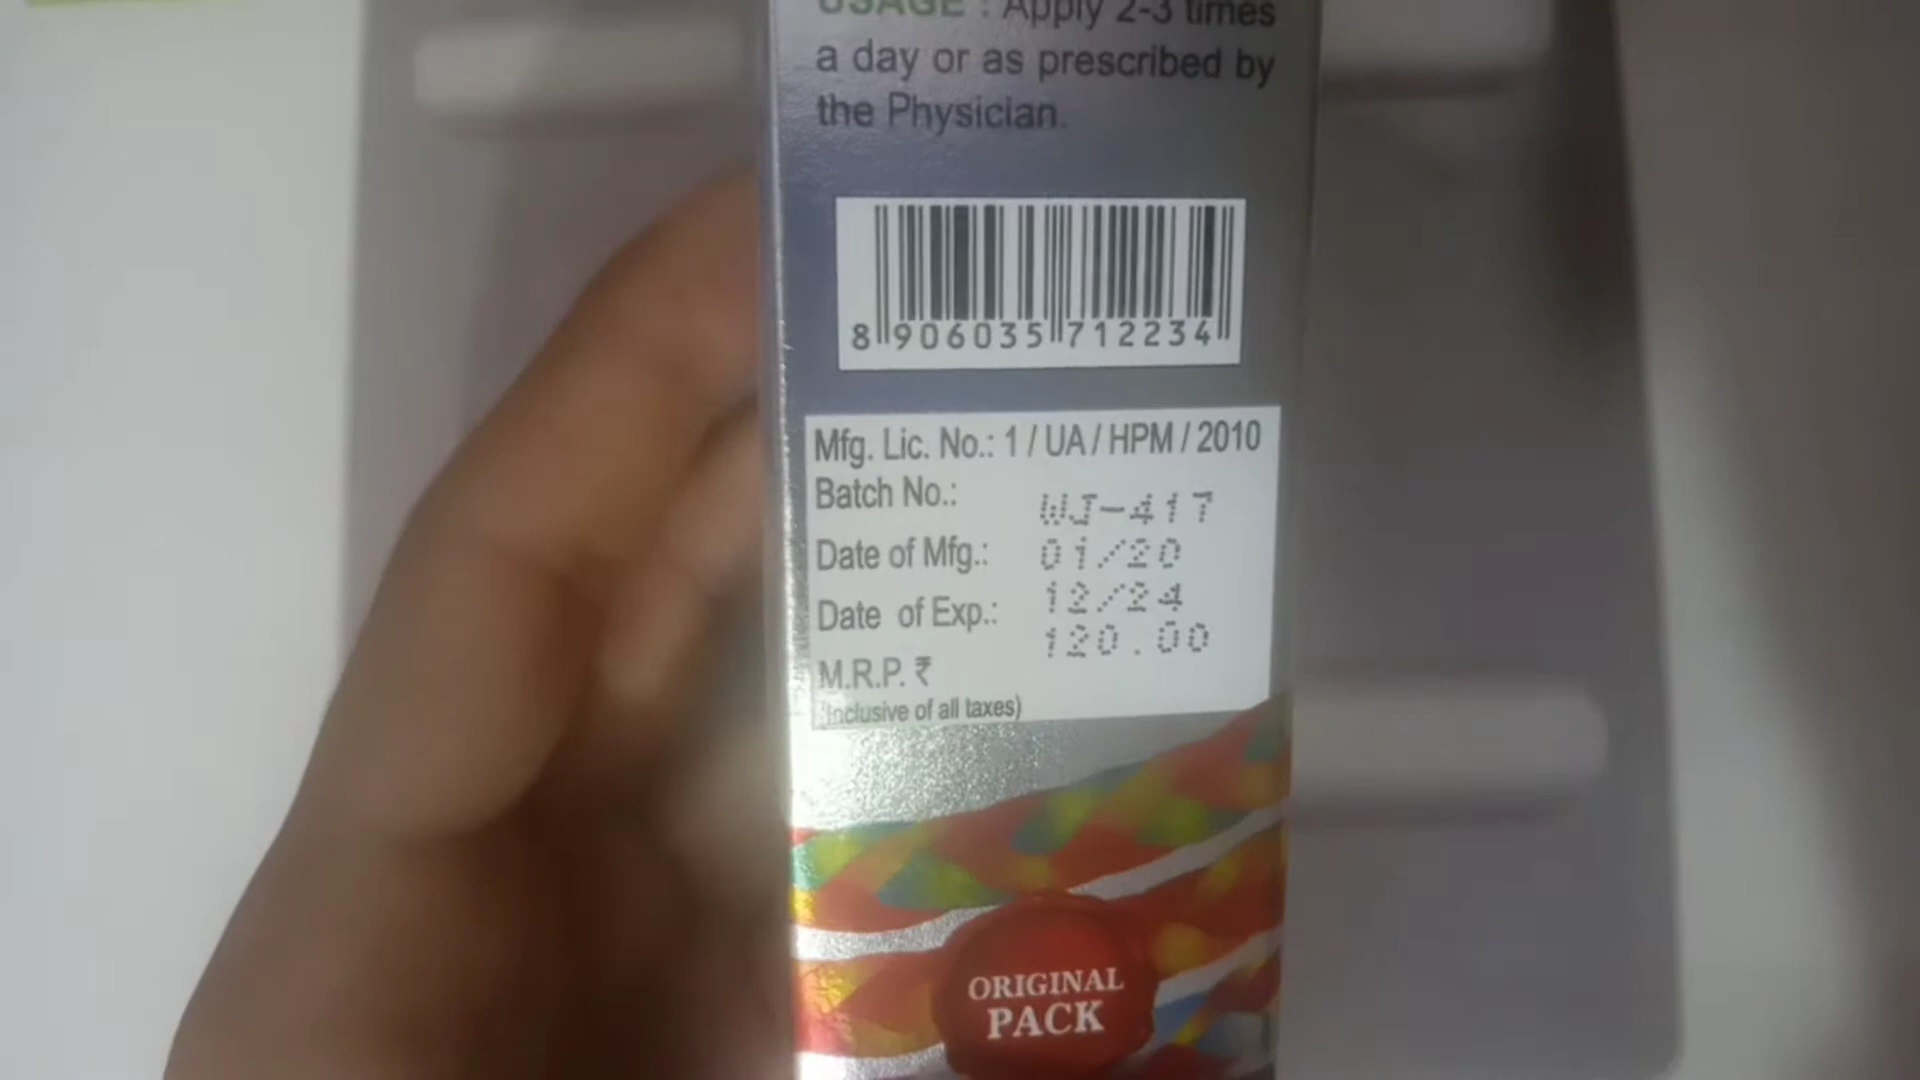 USAGE : Apply 2-3 times
a day or as prescribed by
the Physician.
8 906035 712234
Mfg. Lic. No.: 1 / UA / HPM / 2010
Batch No.: WJ-417
Date of Mfg.: 01/20
Date of Exp.: 12/24
M.R.P. ₹ 120.00
(Inclusive of all taxes)
ORIGINAL
PACK